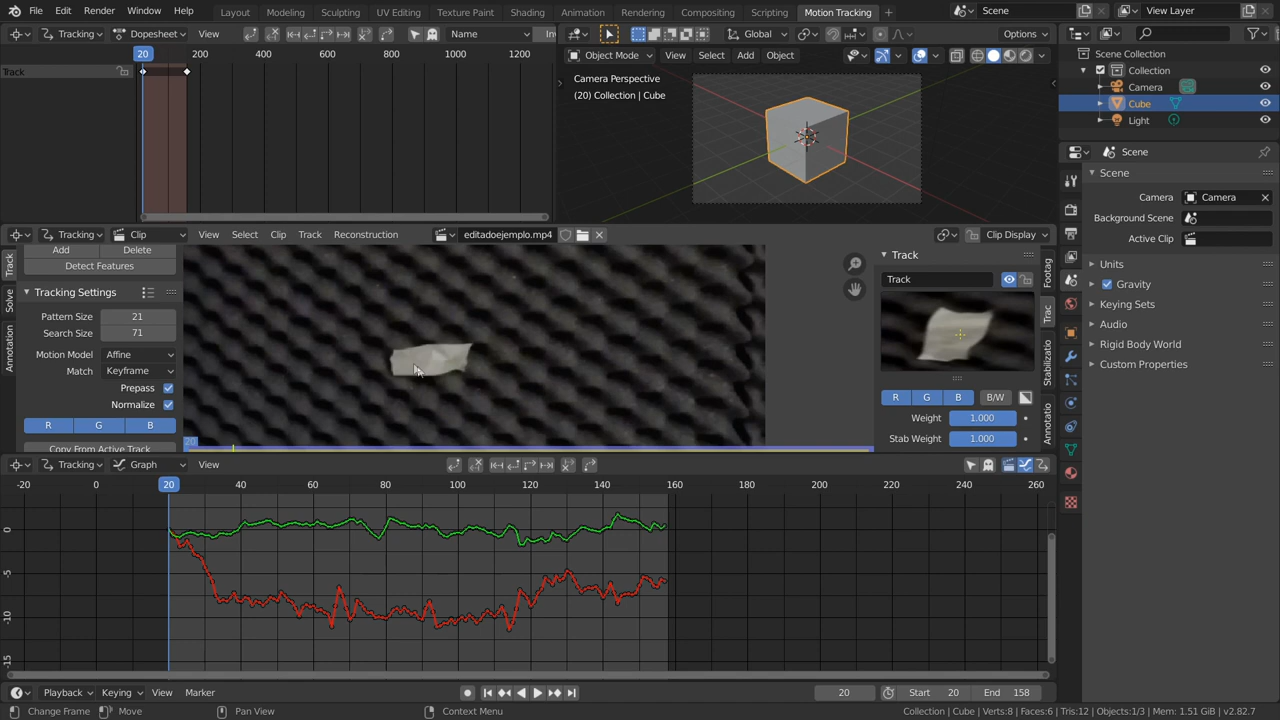 File Edit Render Window Help Layout Modeling Sculpting UV Editing Texture Paint Shading Animation Rendering Compositing Scripting Motion Tracking + Scene View Layer
Tracking Dopesheet View Name Inv
Global Options
Object Mode View Select Add Object
20 200 400 600 800 1000 1200
Track
Camera Perspective
(20) Collection | Cube
Scene Collection
Collection
Camera
Cube
Light
Scene
Scene
Camera Camera
Background Scene
Active Clip
Units
Gravity
Keying Sets
Audio
Rigid Body World
Custom Properties
Tracking Clip View Select Clip Track Reconstruction editadoejemplo.mp4 Clip Display
Track
Solve
Annotation
Add Delete
Detect Features
Tracking Settings
Pattern Size 21
Search Size 71
Motion Model Affine
Match Keyframe
Prepass
Normalize
R G B
Copy From Active Track
20
Track
Track
R G B B/W
Weight 1.000
Stab Weight 1.000
Footag
Trac
Stabilizatio
Annotatio
Tracking Graph View
-20 0 20 40 60 80 100 120 140 160 180 200 220 240 260
0
-5
-10
-15
Playback Keying View Marker 20 Start 20 End 158
Change Frame Move Pan View Context Menu Collection | Cube | Verts:8 | Faces:6 | Tris:12 | Objects:1/3 | Mem: 1.51 GiB | v2.82.7